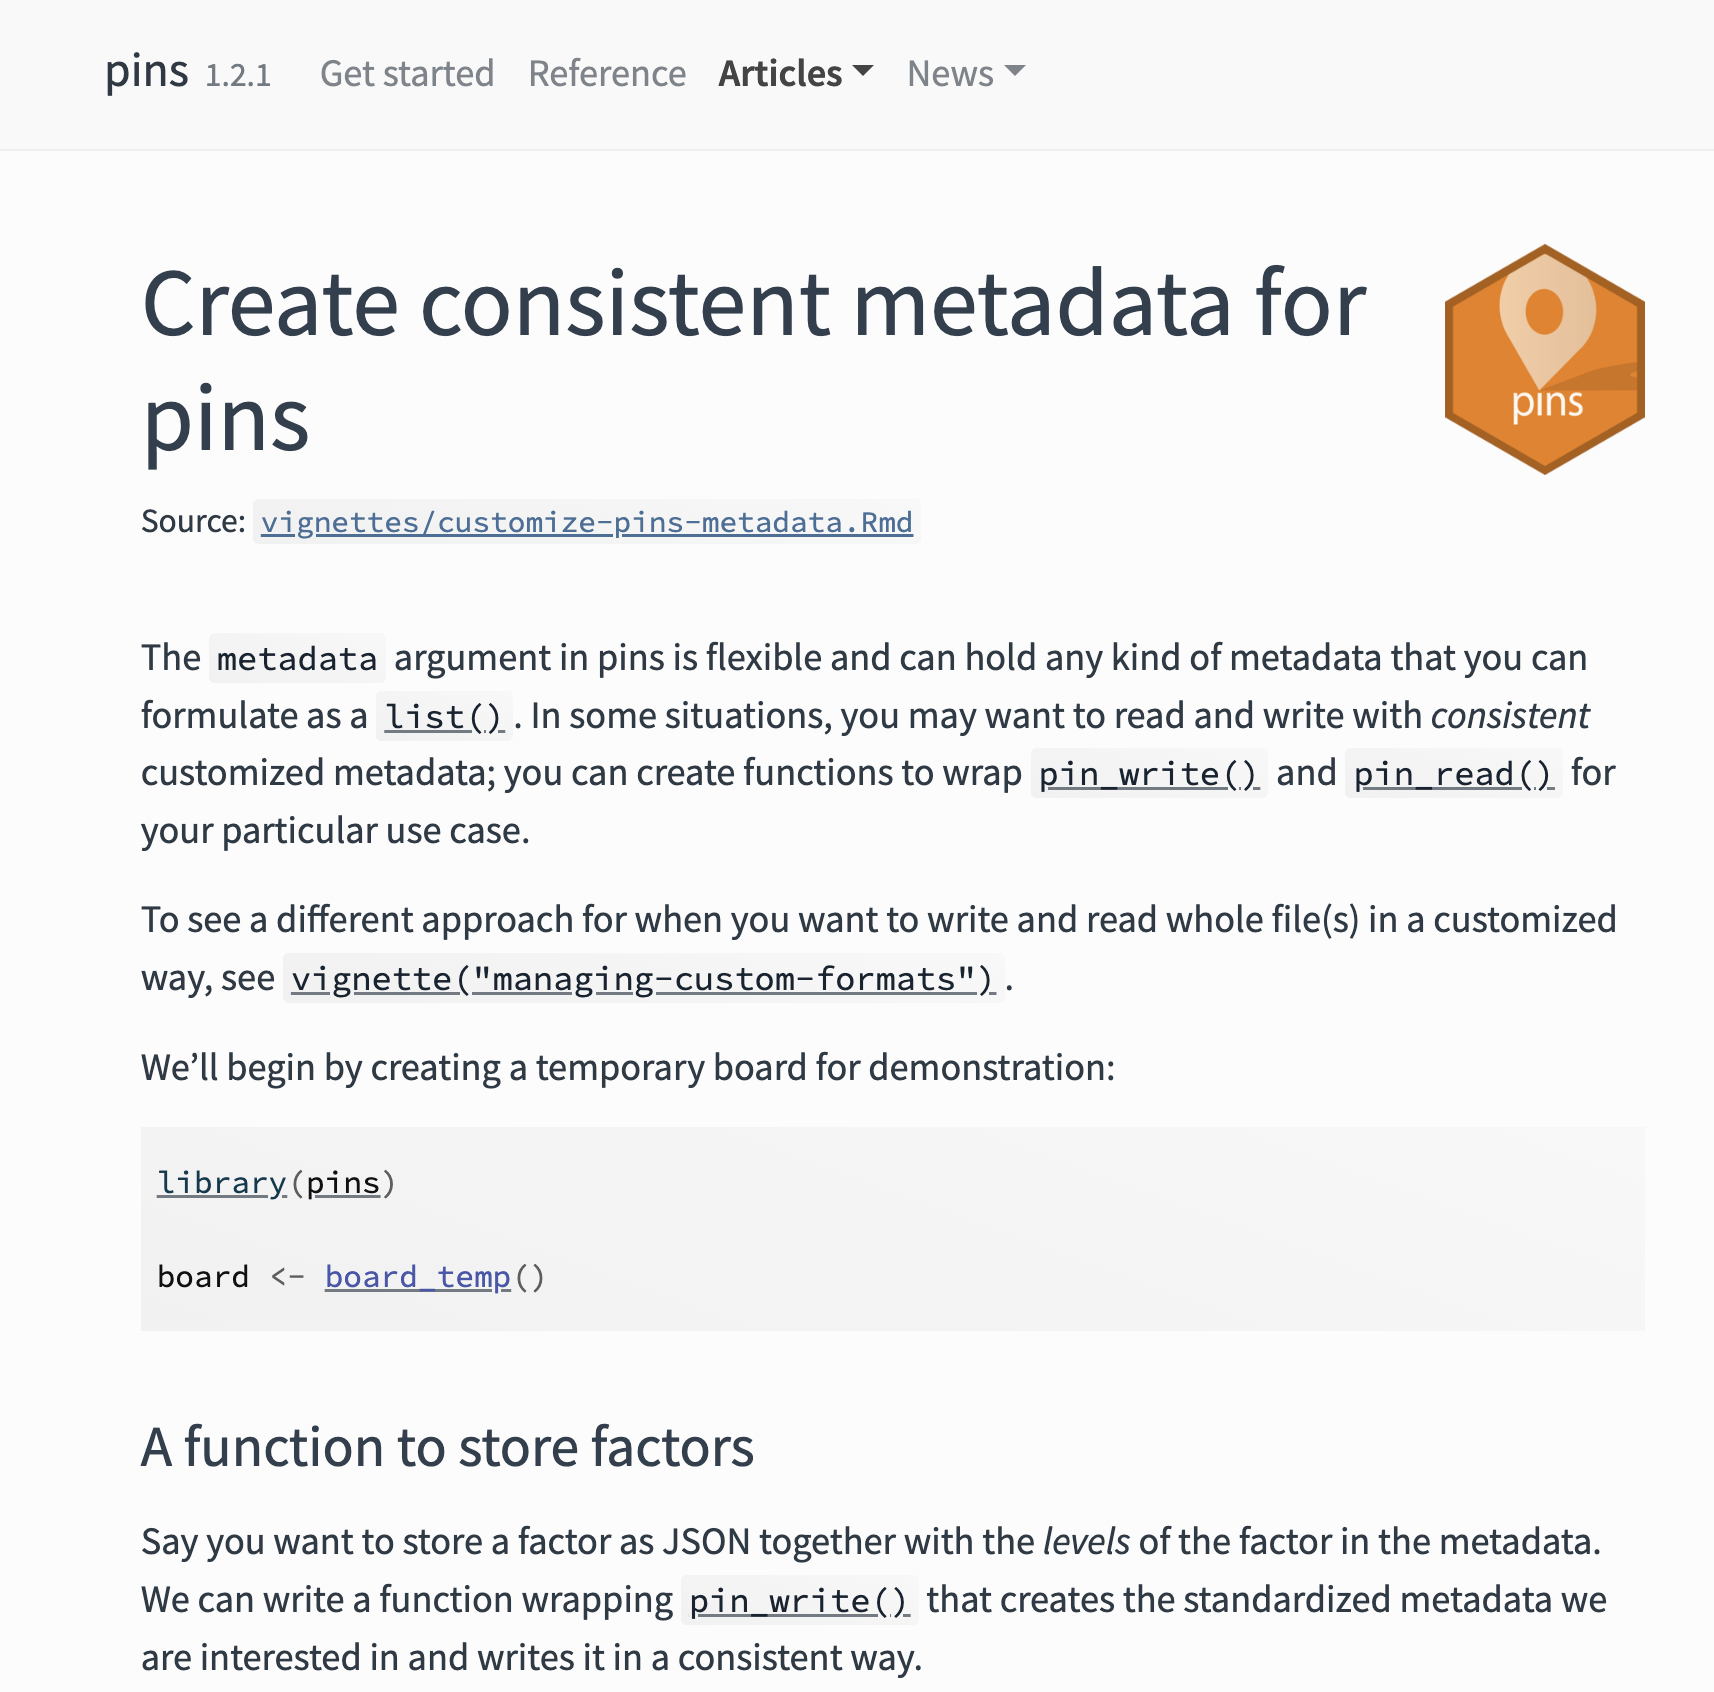 pins 1.2.1 Get started Reference Articles News
Create consistent metadata for
pins
pins
Source: vignettes/customize-pins-metadata.Rmd
The metadata argument in pins is flexible and can hold any kind of metadata that you can
formulate as a list(). In some situations, you may want to read and write with consistent
customized metadata; you can create functions to wrap pin_write() and pin_read() for
your particular use case.
To see a different approach for when you want to write and read whole file(s) in a customized
way, see vignette("managing-custom-formats").
We’ll begin by creating a temporary board for demonstration:
library(pins)
board <- board_temp()
A function to store factors
Say you want to store a factor as JSON together with the levels of the factor in the metadata.
We can write a function wrapping pin_write() that creates the standardized metadata we
are interested in and writes it in a consistent way.